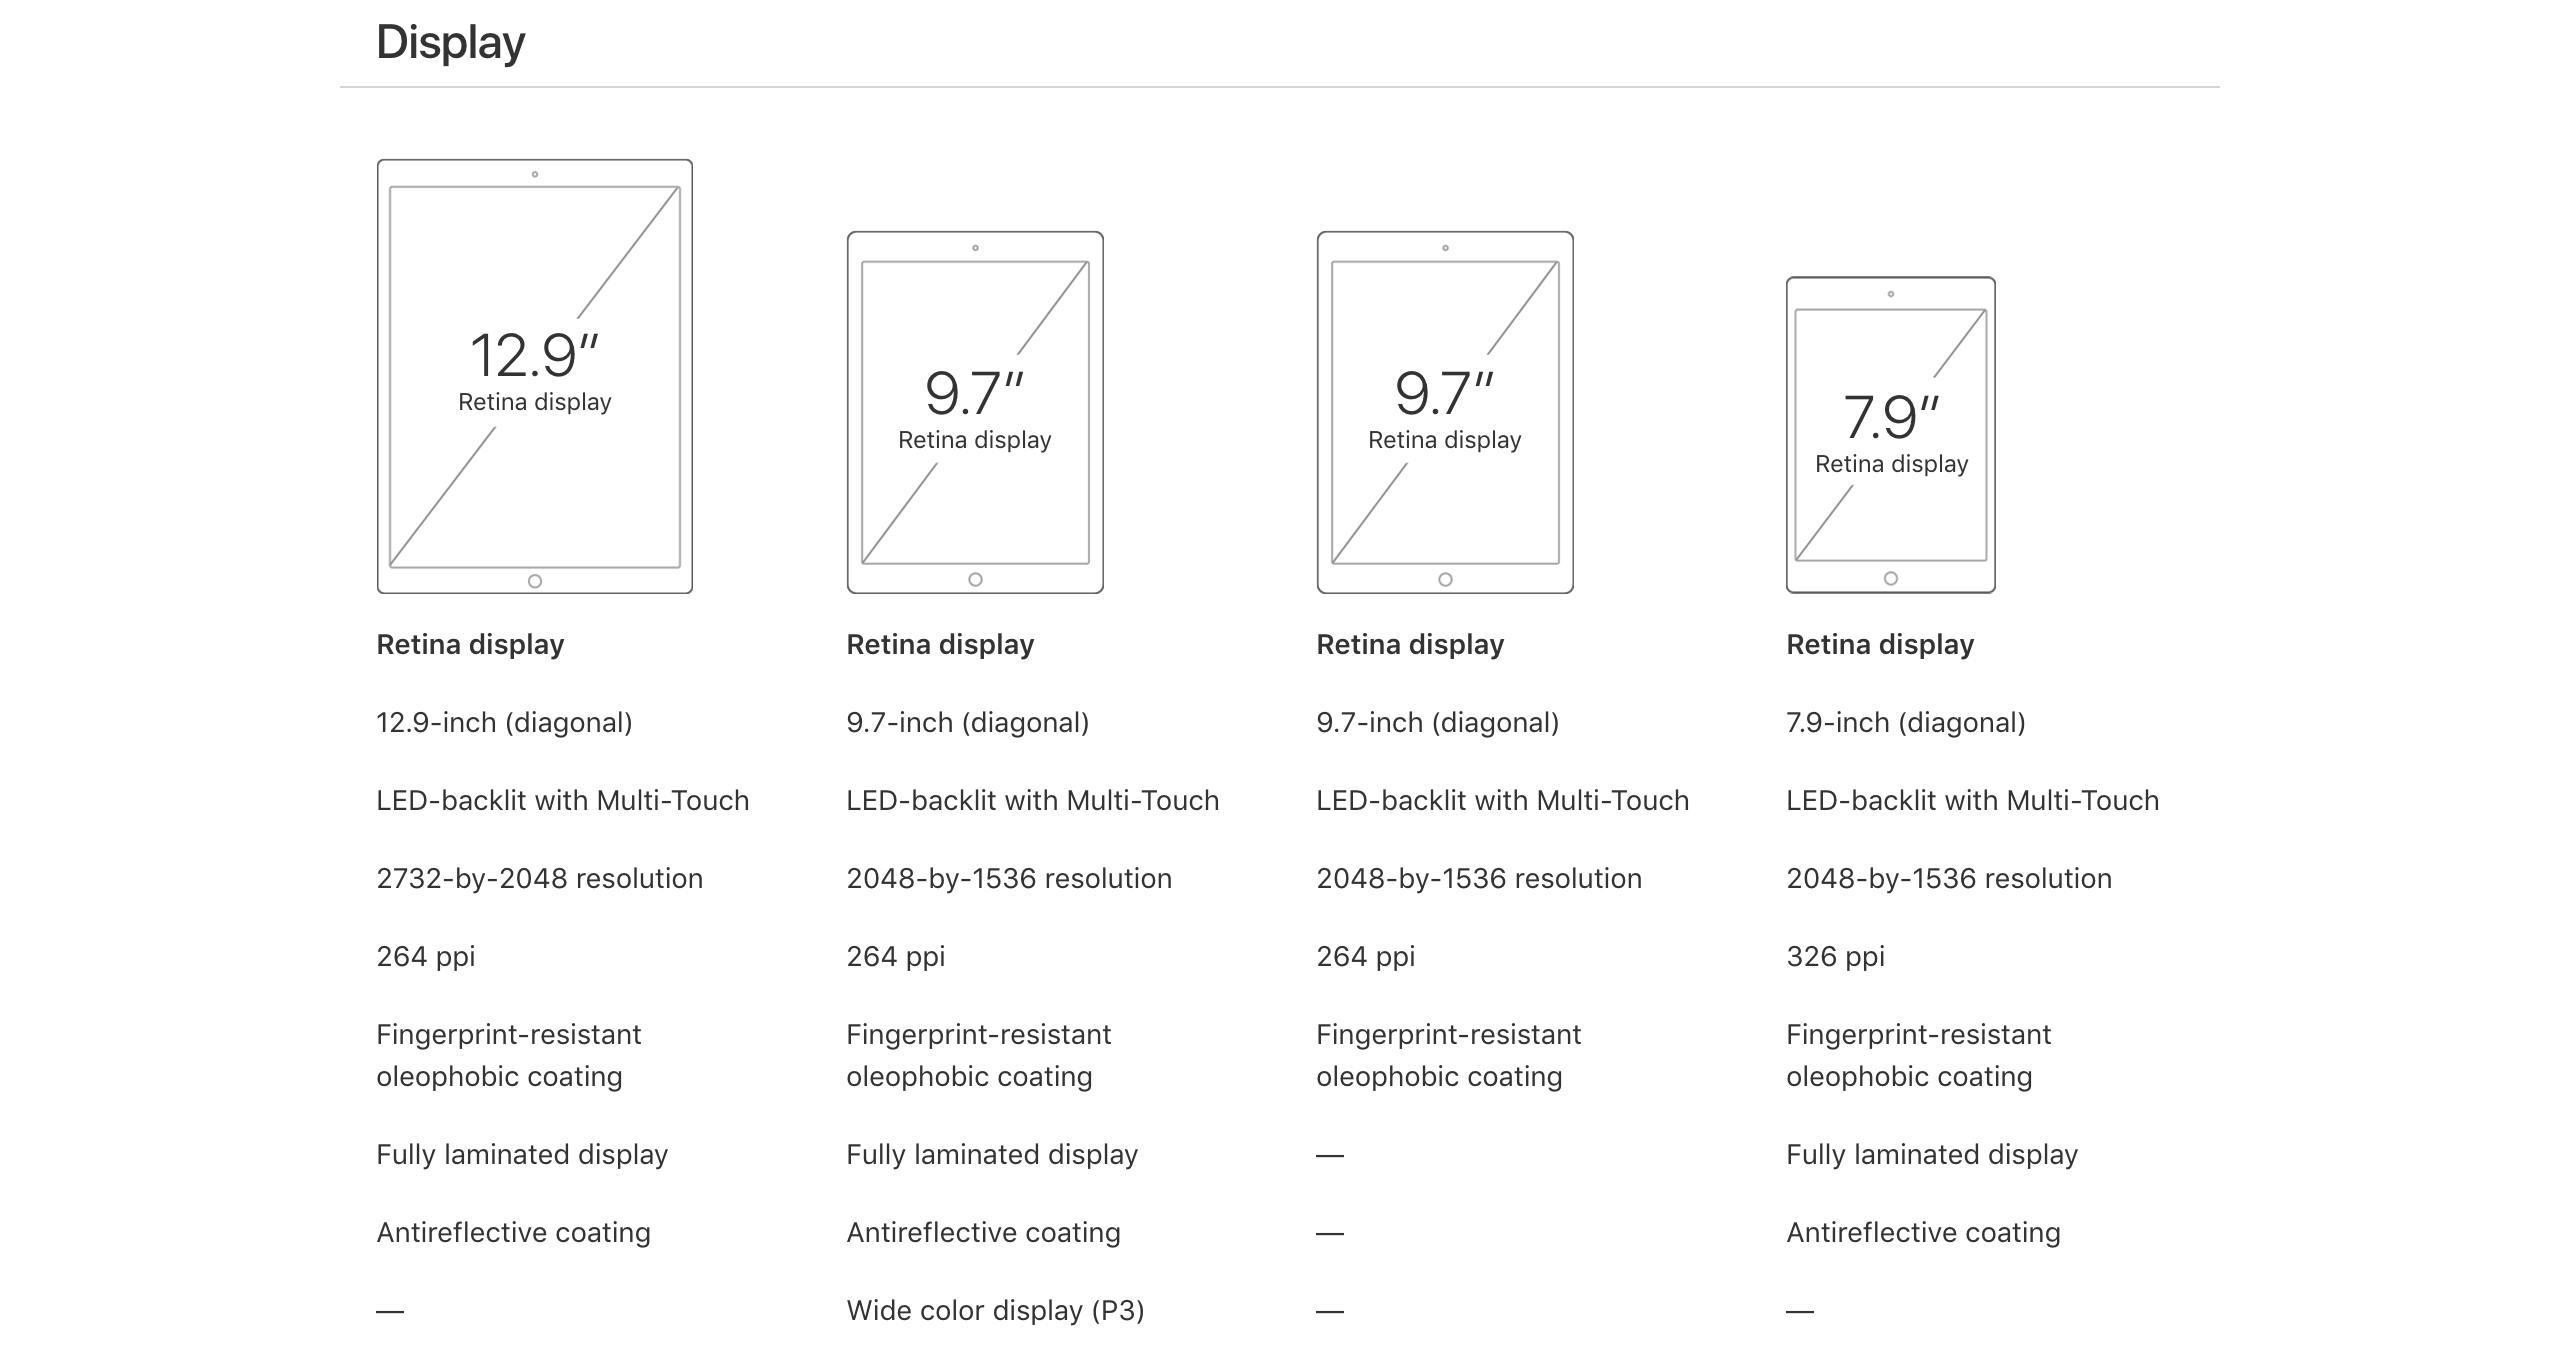 Display
12.9″
Retina display
9.7″
Retina display
9.7″
Retina display
7.9″
Retina display
Retina display
12.9-inch (diagonal)
LED-backlit with Multi-Touch
2732-by-2048 resolution
264 ppi
Fingerprint-resistant
oleophobic coating
Fully laminated display
Antireflective coating
—
Retina display
9.7-inch (diagonal)
LED-backlit with Multi-Touch
2048-by-1536 resolution
264 ppi
Fingerprint-resistant
oleophobic coating
Fully laminated display
Antireflective coating
Wide color display (P3)
Retina display
9.7-inch (diagonal)
LED-backlit with Multi-Touch
2048-by-1536 resolution
264 ppi
Fingerprint-resistant
oleophobic coating
—
—
—
Retina display
7.9-inch (diagonal)
LED-backlit with Multi-Touch
2048-by-1536 resolution
326 ppi
Fingerprint-resistant
oleophobic coating
Fully laminated display
Antireflective coating
—